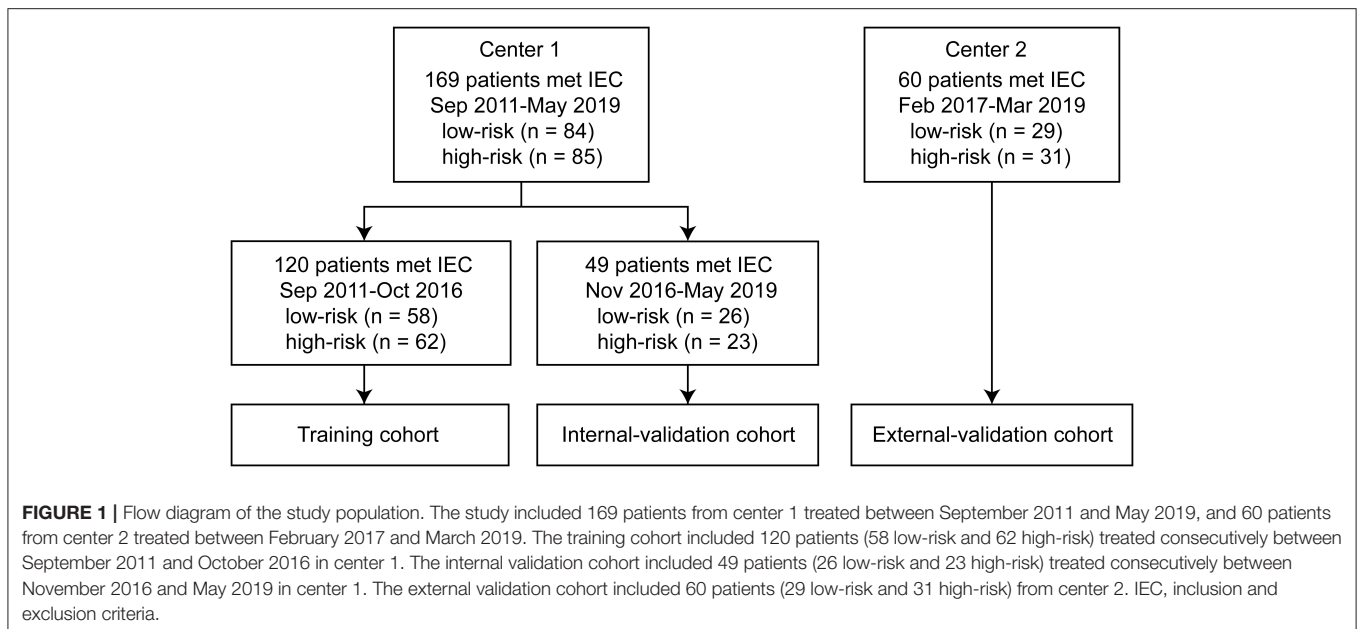 Center 1
169 patients met IEC
Sep 2011-May 2019
low-risk (n = 84)
high-risk (n = 85)
Center 2
60 patients met IEC
Feb 2017-Mar 2019
low-risk (n = 29)
high-risk (n = 31)
120 patients met IEC
Sep 2011-Oct 2016
low-risk (n = 58)
high-risk (n = 62)
49 patients met IEC
Nov 2016-May 2019
low-risk (n = 26)
high-risk (n = 23)
Training cohort
Internal-validation cohort
External-validation cohort
FIGURE 1 | Flow diagram of the study population. The study included 169 patients from center 1 treated between September 2011 and May 2019, and 60 patients
from center 2 treated between February 2017 and March 2019. The training cohort included 120 patients (58 low-risk and 62 high-risk) treated consecutively between
September 2011 and October 2016 in center 1. The internal validation cohort included 49 patients (26 low-risk and 23 high-risk) treated consecutively between
November 2016 and May 2019 in center 1. The external validation cohort included 60 patients (29 low-risk and 31 high-risk) from center 2. IEC, inclusion and
exclusion criteria.